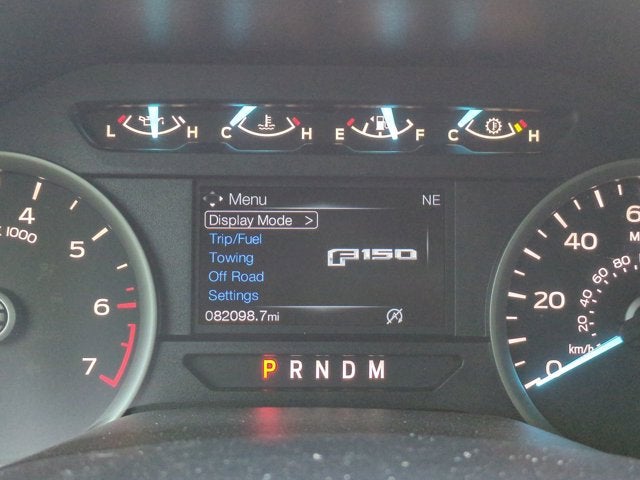 L H C H E F C H
Menu NE
Display Mode >
Trip/Fuel
Towing
Off Road
Settings
082098.7mi
F150
P R N D M
4
X 1000
5
6
7
0
20
40
20 40 60 80
km/h